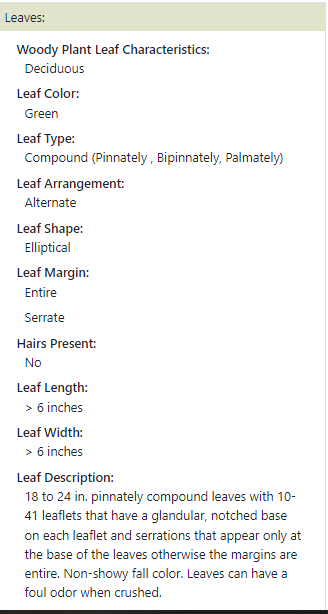 Leaves:
Woody Plant Leaf Characteristics:
Deciduous
Leaf Color:
Green
Leaf Type:
Compound (Pinnately , Bipinnately, Palmately)
Leaf Arrangement:
Alternate
Leaf Shape:
Elliptical
Leaf Margin:
Entire
Serrate
Hairs Present:
No
Leaf Length:
> 6 inches
Leaf Width:
> 6 inches
Leaf Description:
18 to 24 in. pinnately compound leaves with 10-
41 leaflets that have a glandular, notched base
on each leaflet and serrations that appear only at
the base of the leaves otherwise the margins are
entire. Non-showy fall color. Leaves can have a
foul odor when crushed.